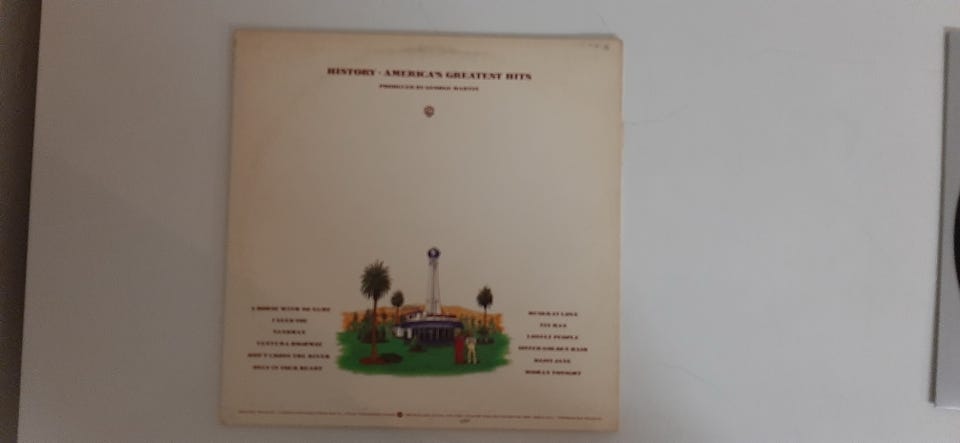 HISTORY · AMERICA'S GREATEST HITS
PRODUCED BY GEORGE MARTIN
A HORSE WITH NO NAME
I NEED YOU
SANDMAN
VENTURA HIGHWAY
DON'T CROSS THE RIVER
ONLY IN YOUR HEART
MUSKRAT LOVE
TIN MAN
LONELY PEOPLE
SISTER GOLDEN HAIR
DAISY JANE
WOMAN TONIGHT